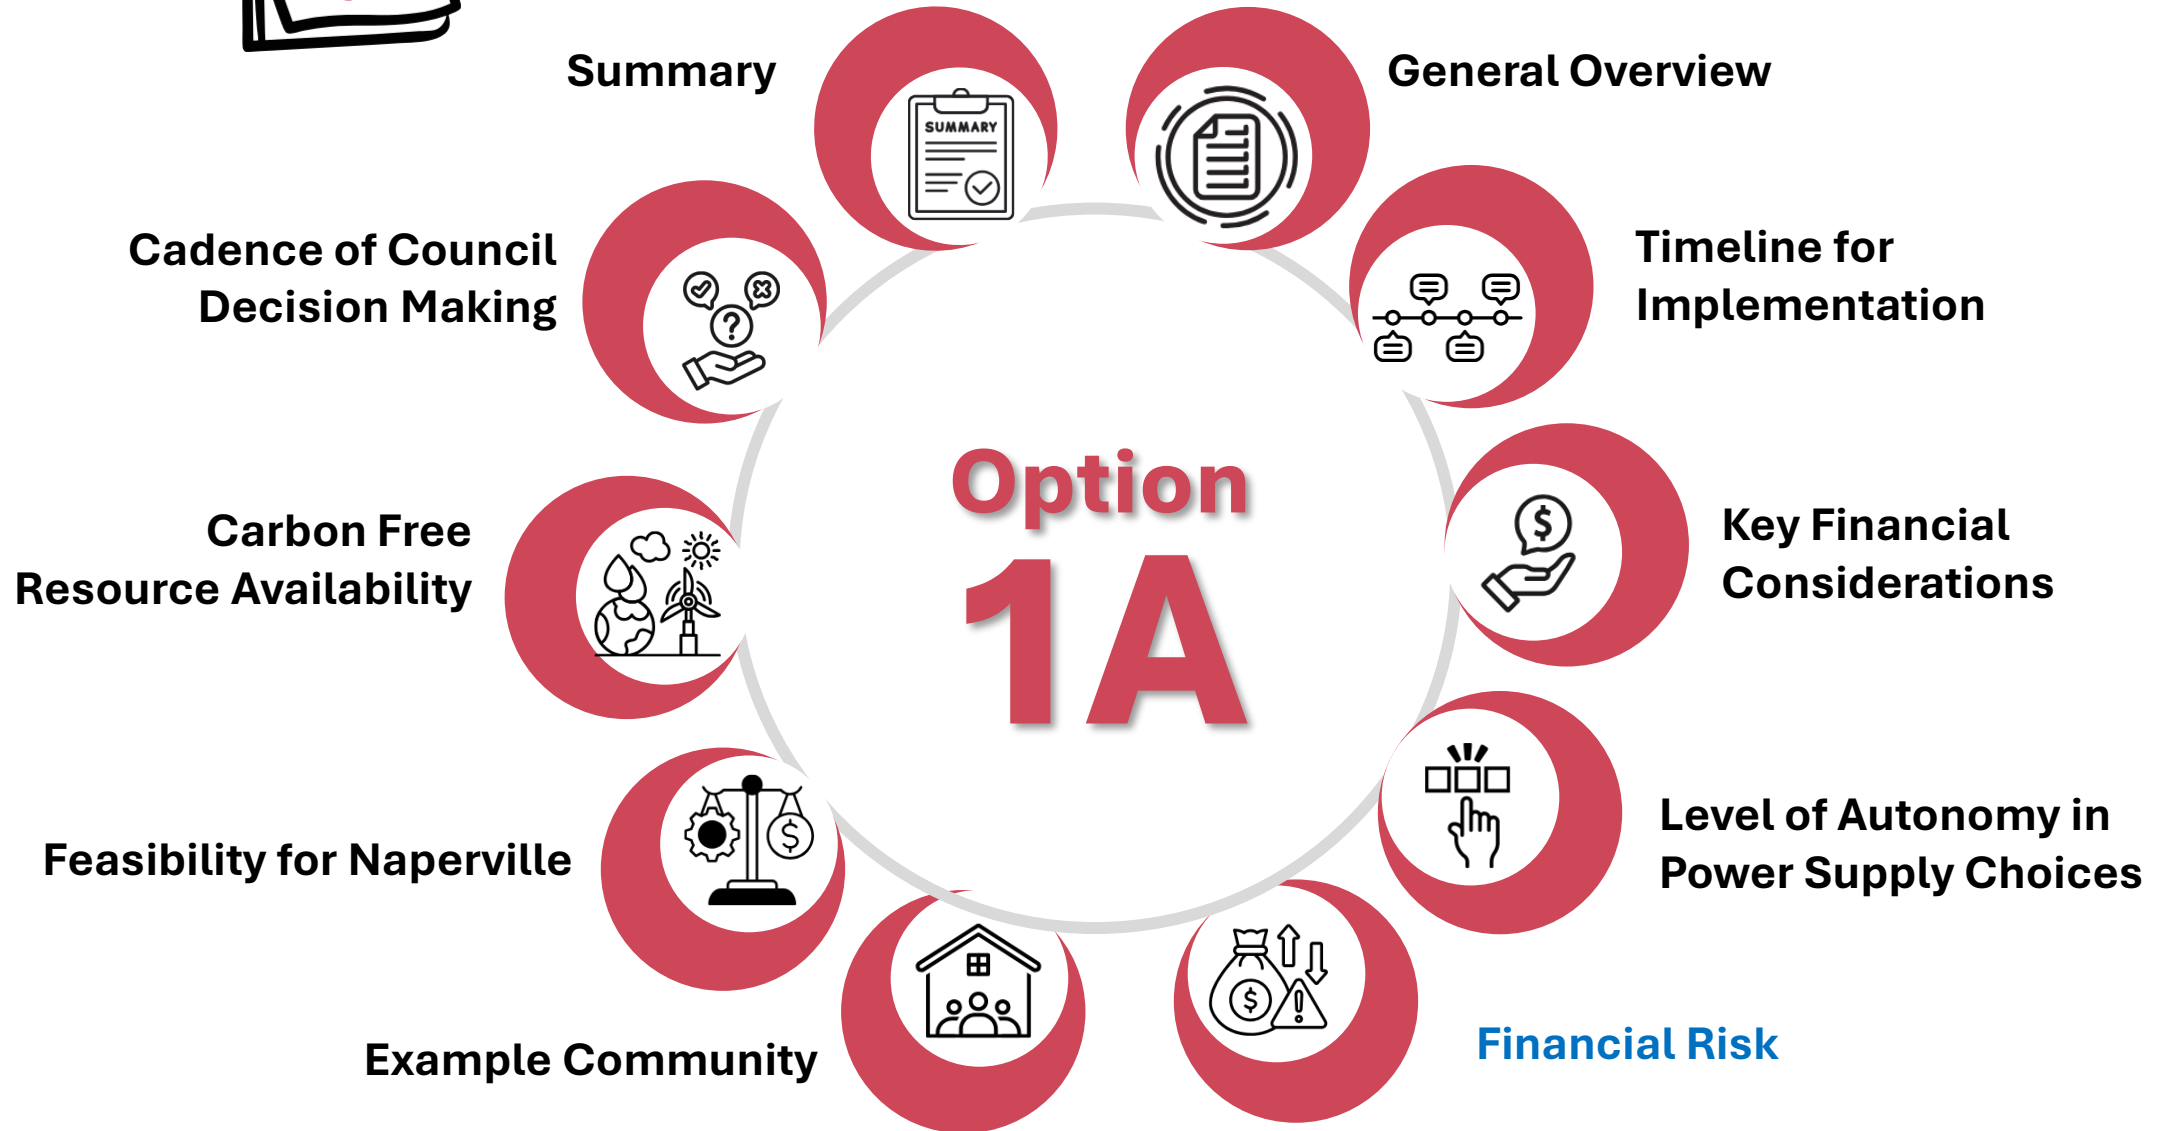 Summary
General Overview
SUMMARY
Cadence of Council
Decision Making
Timeline for
Implementation
Carbon Free
Resource Availability
Option
1A
Key Financial
Considerations
Feasibility for Naperville
Level of Autonomy in
Power Supply Choices
Example Community
Financial Risk